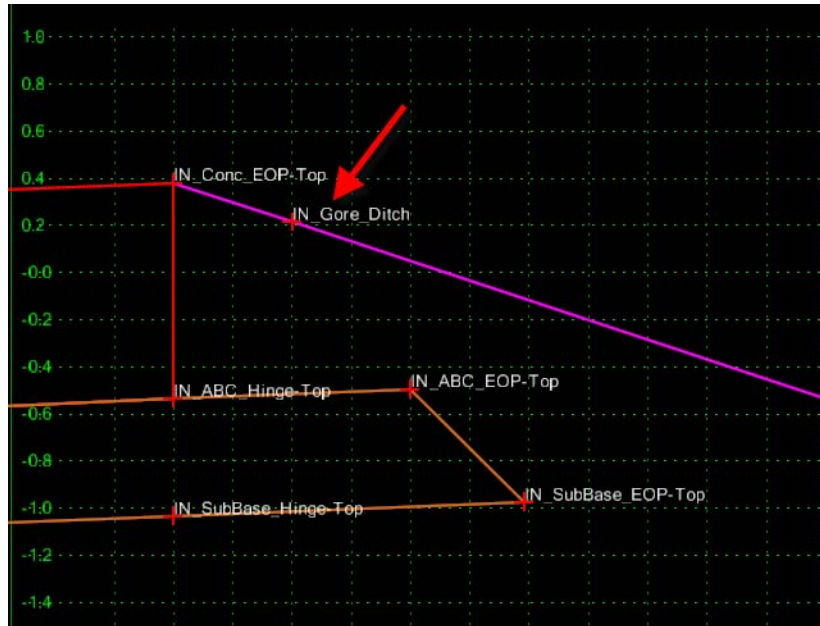 1.0
0.8
0.6
IN_Conc_EOP-Top
0.4
IN_Gore_Ditch
0.2
-0.0
-0.2
-0.4
IN_ABC_Hinge-Top
IN_ABC_EOP-Top
-0.6
-0.8
IN_SubBase_EOP-Top
-1.0
IN_SubBase_Hinge-Top
-1.2
-1.4